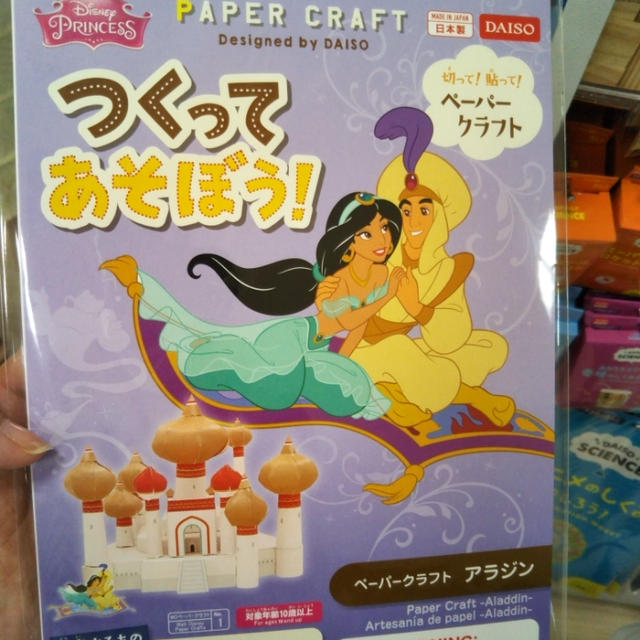 Disney
PRINCESS
PAPER CRAFT
Designed by DAISO
MADE IN JAPAN
日本製
DAISO
切って! 貼って!
ペーパー
クラフト
つくって
あそぼう!
SCIENCE
DAISO
SCIENCE
ペーパークラフト アラジン
Paper Craft -Aladdin-
Artesanía de papel -Aladdin-
No.
1
対象年齢10歳以上
For ages 10 and up